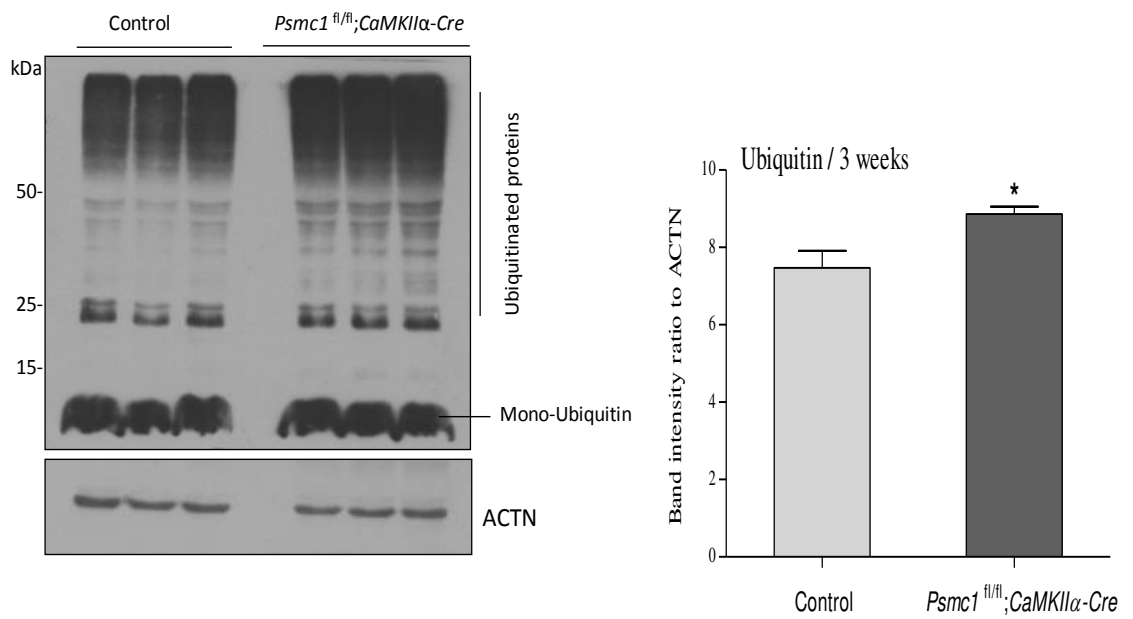 Control
Psmc1 fl/fl;CaMKIIα-Cre
kDa
50-
25-
15-
Ubiquitinated proteins
Mono-Ubiquitin
ACTN
Ubiquitin / 3 weeks
Band intensity ratio to ACTN
10
8
6
4
2
0
*
Control
Psmc1 fl/fl;CaMKIIα-Cre